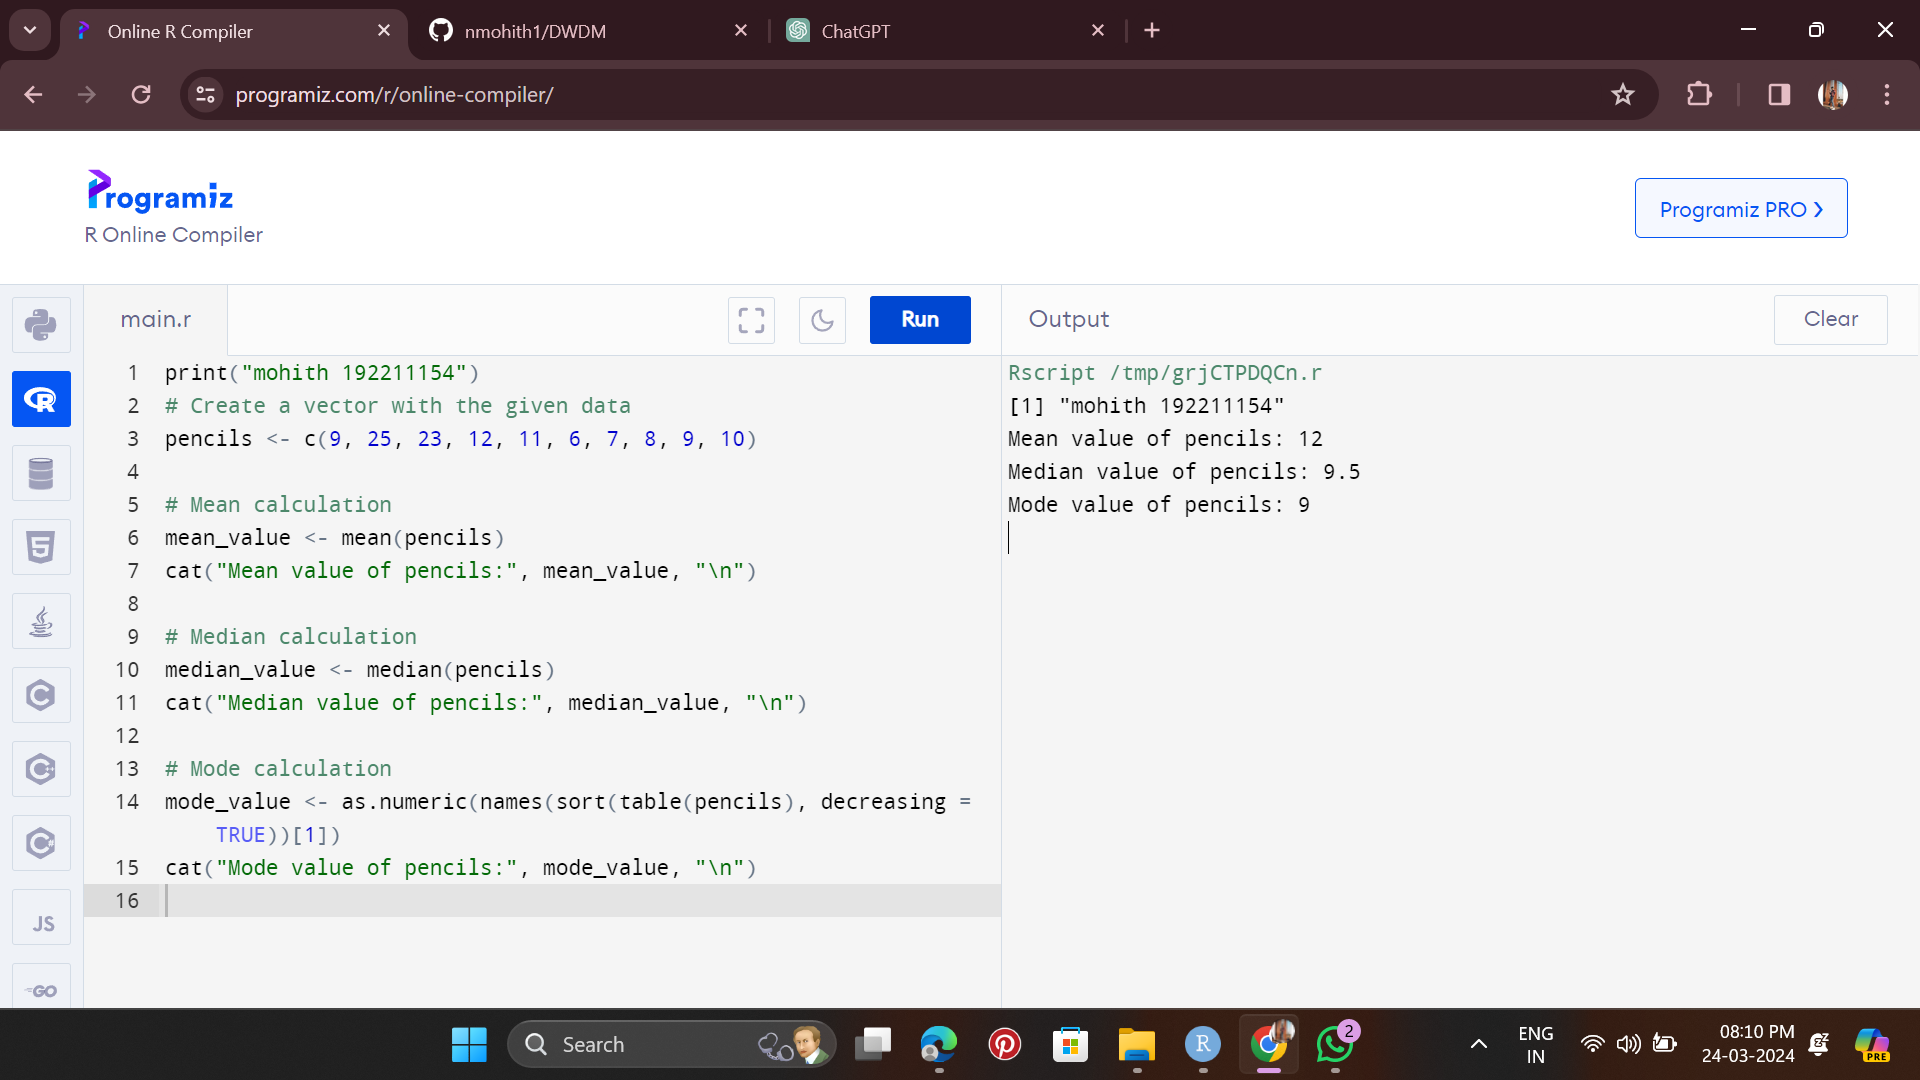 Online R Compiler
nmohith1/DWDM
ChatGPT
programiz.com/r/online-compiler/
Programiz
R Online Compiler
Programiz PRO ❯
main.r
Run
Output
Clear
1 print("mohith 192211154")
2 # Create a vector with the given data
3 pencils <- c(9, 25, 23, 12, 11, 6, 7, 8, 9, 10)
4
5 # Mean calculation
6 mean_value <- mean(pencils)
7 cat("Mean value of pencils:", mean_value, "\n")
8
9 # Median calculation
10 median_value <- median(pencils)
11 cat("Median value of pencils:", median_value, "\n")
12
13 # Mode calculation
14 mode_value <- as.numeric(names(sort(table(pencils), decreasing =
TRUE))[1])
15 cat("Mode value of pencils:", mode_value, "\n")
16
Rscript /tmp/grjCTPDQCn.r
[1] "mohith 192211154"
Mean value of pencils: 12
Median value of pencils: 9.5
Mode value of pencils: 9
JS
GO
Search
2
ENG
IN
08:10 PM
24-03-2024
PRE